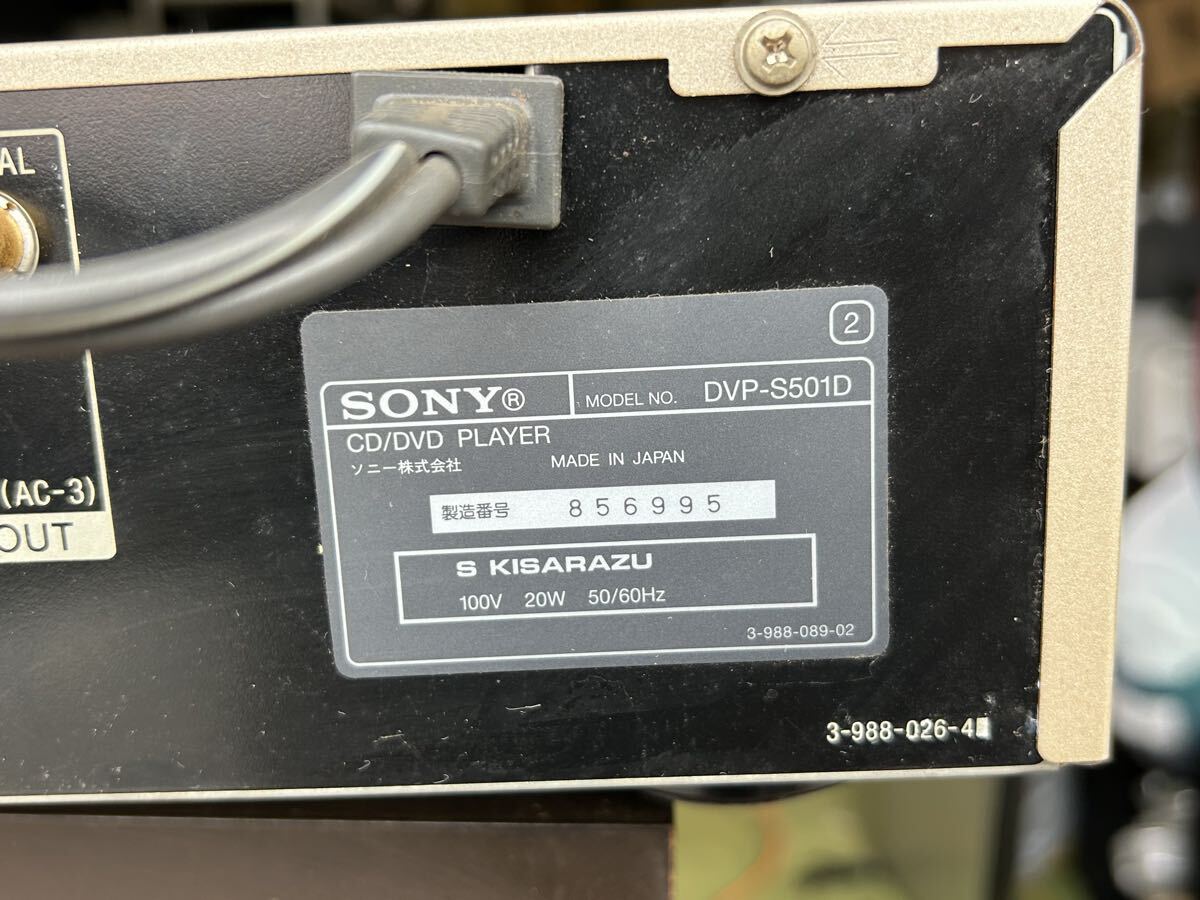 AL
(AC-3)
OUT
2
SONY® MODEL NO. DVP-S501D
CD/DVD PLAYER
ソニー株式会社 MADE IN JAPAN
製造番号 856995
S KISARAZU
100V 20W 50/60Hz
3-988-089-02
3-988-026-4